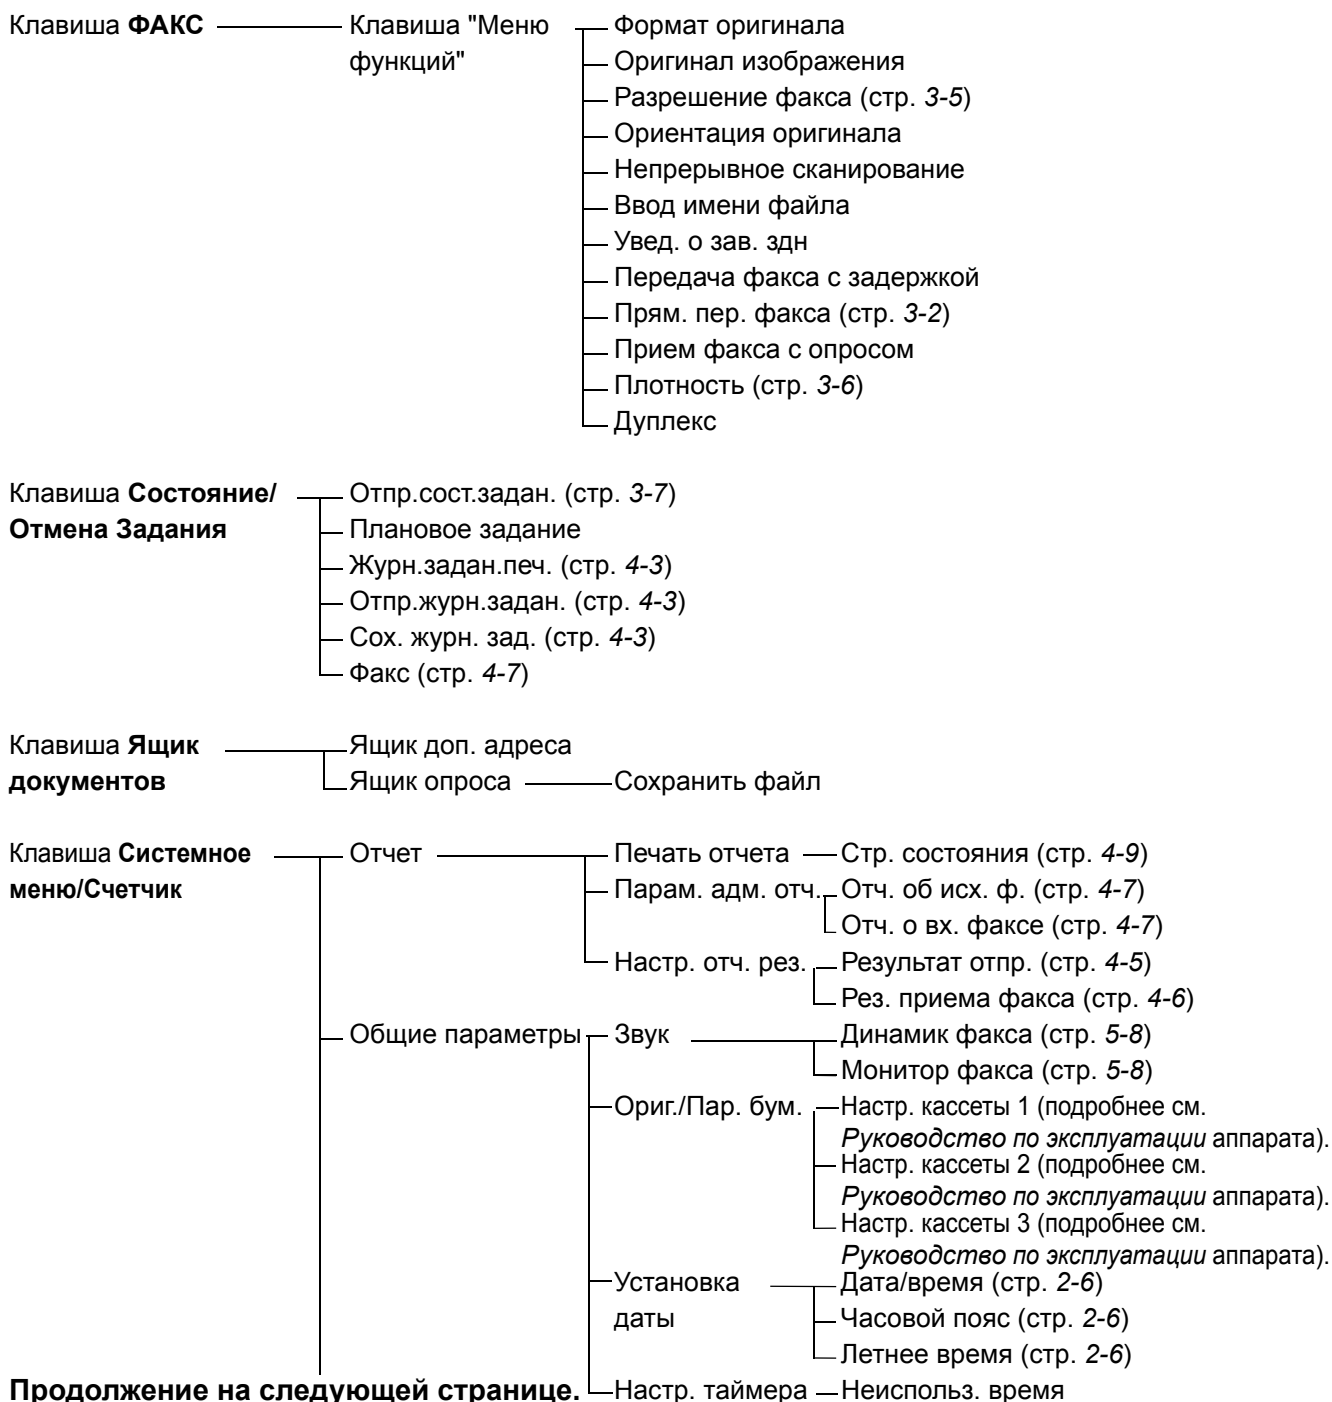 Клавиша ФАКС Клавиша "Меню Формат оригинала
функций" Оригинал изображения
Разрешение факса (стр. 3-5)
Ориентация оригинала
Непрерывное сканирование
Ввод имени файла
Увед. о зав. здн
Передача факса с задержкой
Прям. пер. факса (стр. 3-2)
Прием факса с опросом
Плотность (стр. 3-6)
Дуплекс
Клавиша Состояние/ Отпр.сост.задан. (стр. 3-7)
Отмена Задания Плановое задание
Журн.задан.печ. (стр. 4-3)
Отпр.журн.задан. (стр. 4-3)
Сох. журн. зад. (стр. 4-3)
Факс (стр. 4-7)
Клавиша Ящик Ящик доп. адреса
документов Ящик опроса Сохранить файл
Клавиша Системное Отчет Печать отчета Стр. состояния (стр. 4-9)
меню/Счетчик Парам. адм. отч. Отч. об исх. ф. (стр. 4-7)
Отч. о вх. факсе (стр. 4-7)
Настр. отч. рез. Результат отпр. (стр. 4-5)
Рез. приема факса (стр. 4-6)
Общие параметры Звук Динамик факса (стр. 5-8)
Монитор факса (стр. 5-8)
Ориг./Пар. бум. Настр. кассеты 1 (подробнее см.
Руководство по эксплуатации аппарата).
Настр. кассеты 2 (подробнее см.
Руководство по эксплуатации аппарата).
Настр. кассеты 3 (подробнее см.
Руководство по эксплуатации аппарата).
Установка Дата/время (стр. 2-6)
даты Часовой пояс (стр. 2-6)
Летнее время (стр. 2-6)
Продолжение на следующей странице. Настр. таймера Неиспольз. время